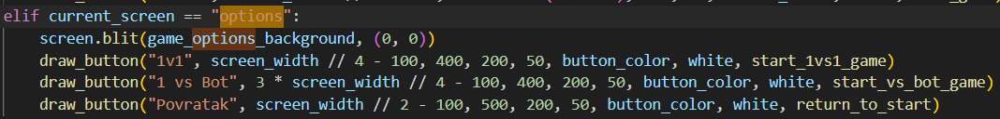 elif current_screen == "options":
screen.blit(game_options_background, (0, 0))
draw_button("1v1", screen_width // 4 - 100, 400, 200, 50, button_color, white, start_1vs1_game)
draw_button("1 vs Bot", 3 * screen_width // 4 - 100, 400, 200, 50, button_color, white, start_vs_bot_game)
draw_button("Povratak", screen_width // 2 - 100, 500, 200, 50, button_color, white, return_to_start)